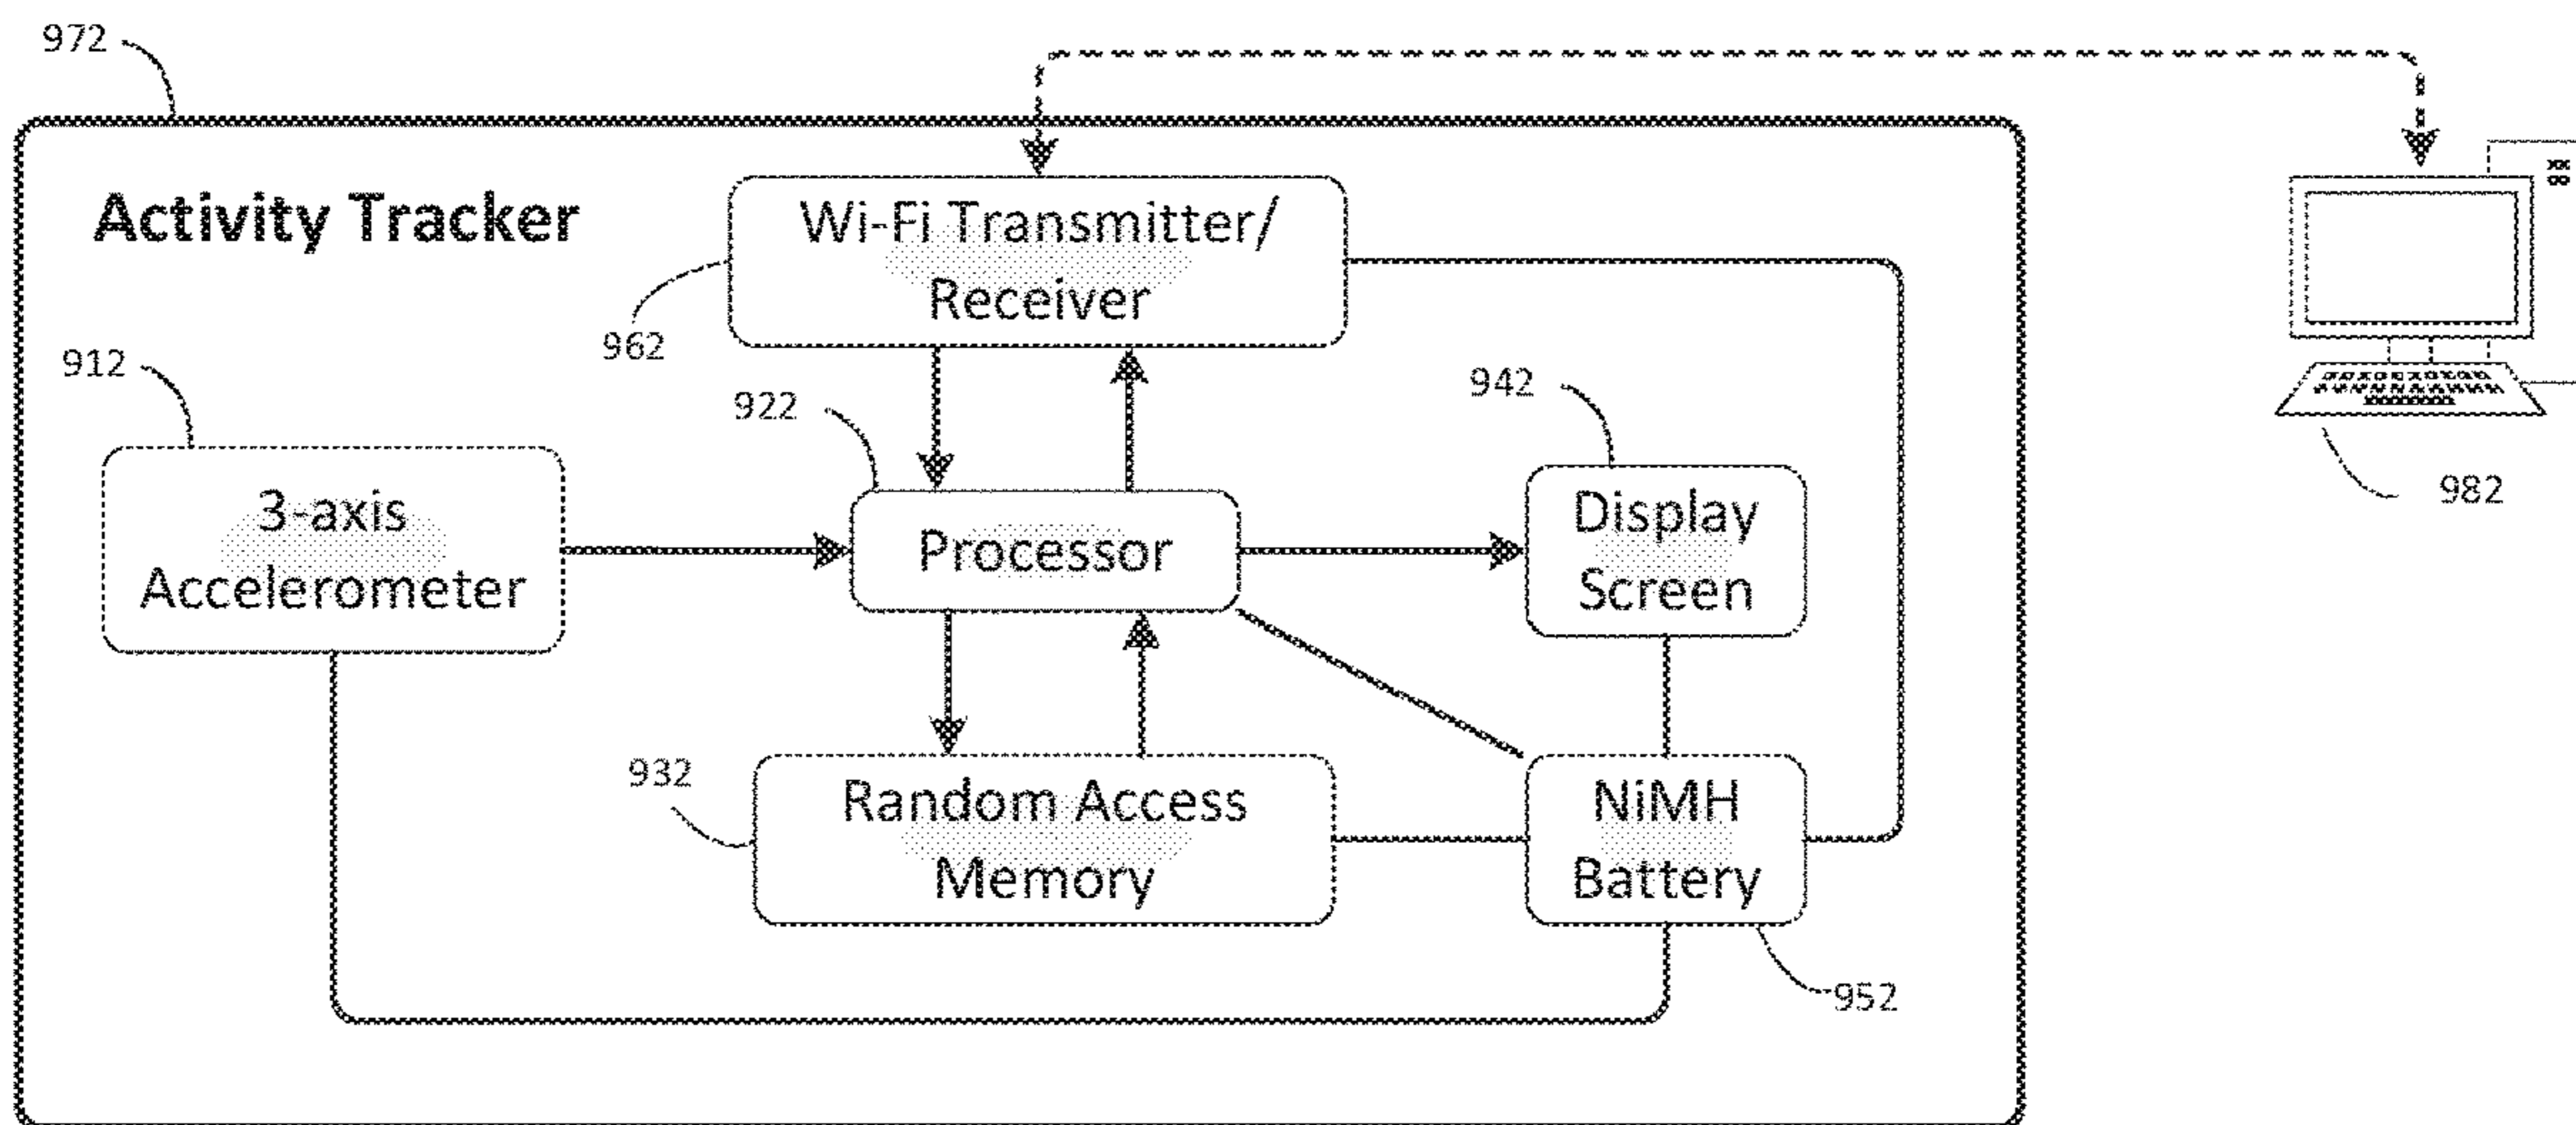 972
Activity Tracker
Wi-Fi Transmitter/
Receiver
962
912
922
942
982
3-axis
Accelerometer
Processor
Display
Screen
932
Random Access
Memory
NiMH
Battery
952